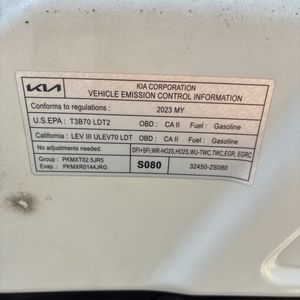 KIA
KIA CORPORATION
VEHICLE EMISSION CONTROL INFORMATION
Conforms to regulations : 2023 MY
U.S.EPA : T3B70 LDT2 OBD : CA II Fuel : Gasoline
California : LEV III ULEV70 LDT OBD : CA II Fuel : Gasoline
No adjustments needed. DFI+SFI,WR-HO2S,HO2S,WU-TWC,TWC,EGR, EGRC
Group : PKMXT02.5JR5 S080 32450-2S080
Evap. : PKMXR0144JRG